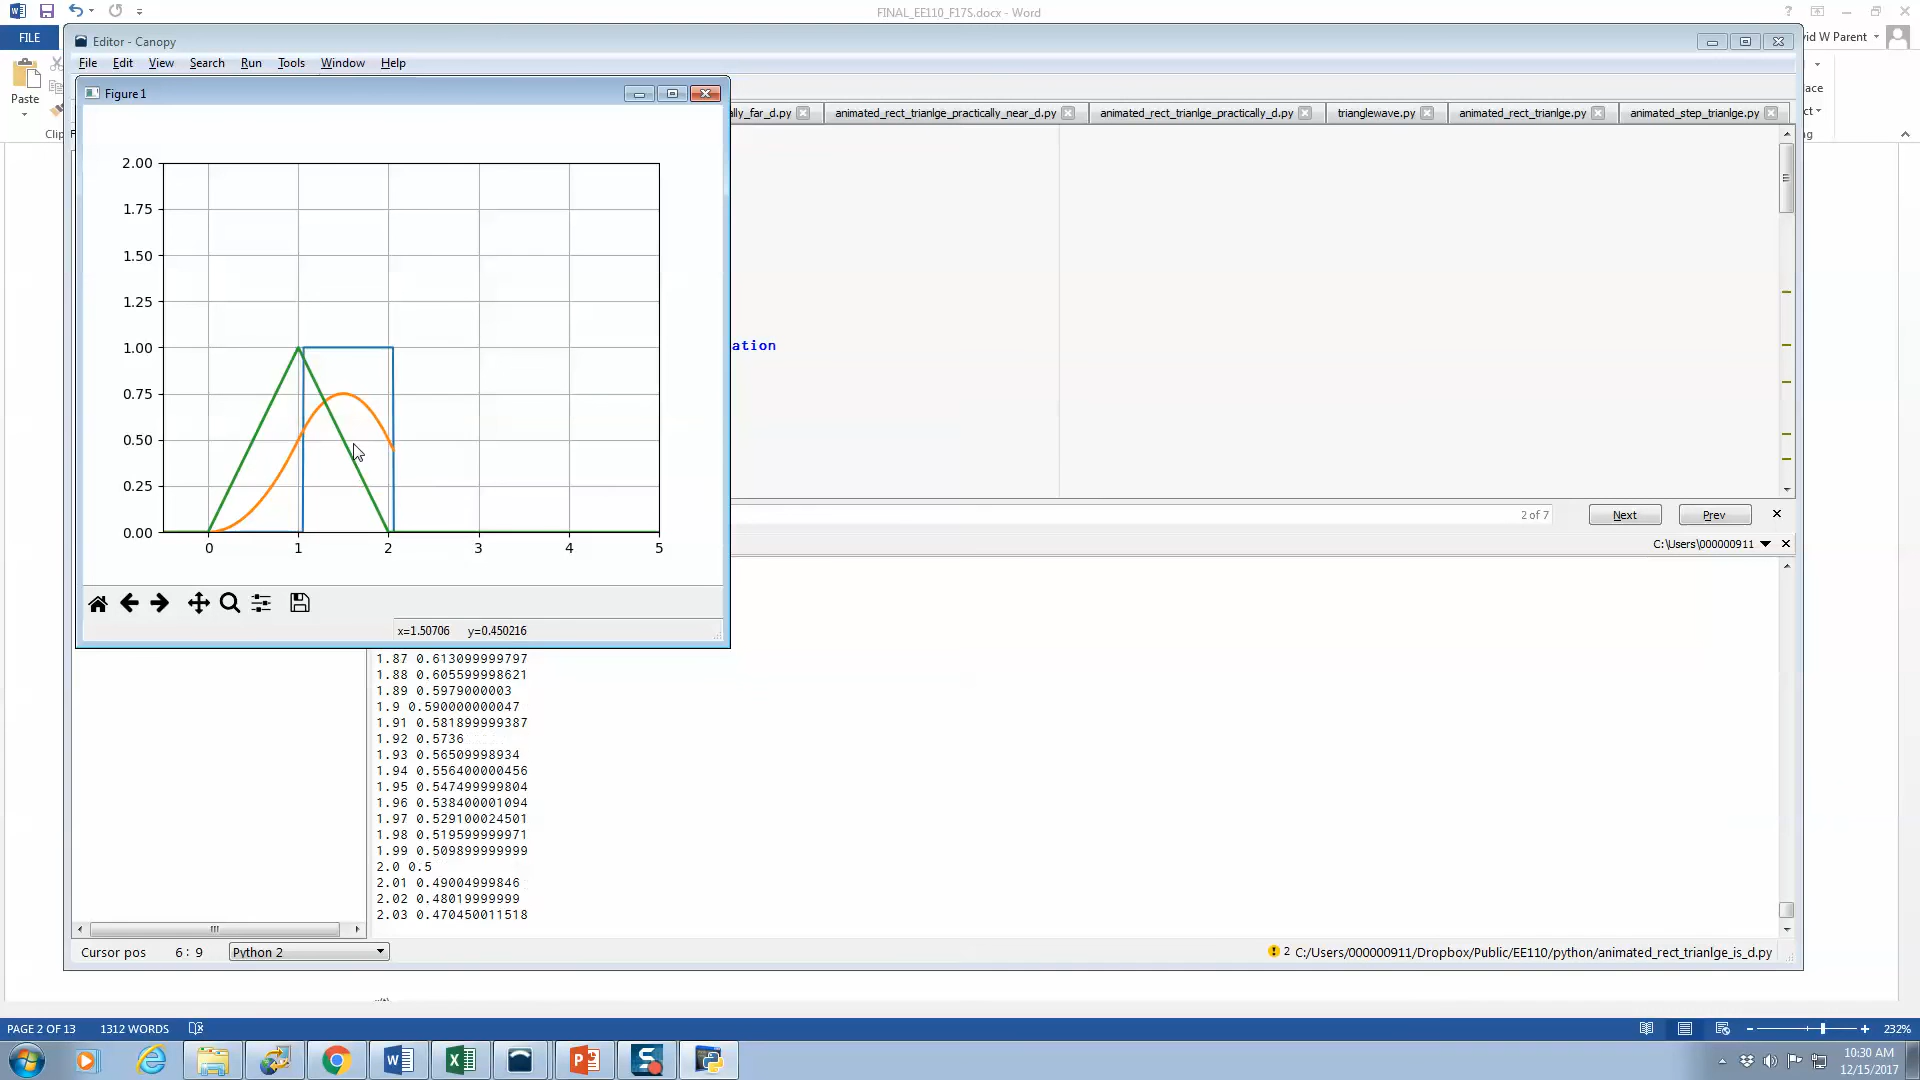 FINAL_EE110_F17S.docx - Word
FILE
vid W Parent
Editor - Canopy
File Edit View Search Run Tools Window Help
Paste
Clip
Figure 1
ally_far_d.py
animated_rect_trianlge_practically_near_d.py
animated_rect_trianlge_practically_d.py
trianglewave.py
animated_rect_trianlge.py
animated_step_trianlge.py
lace
ct
ng
2.00
1.75
1.50
1.25
1.00
0.75
0.50
0.25
0.00
0 1 2 3 4 5
ation
2 of 7
Next
Prev
C:\Users\000000911
x=1.50706 y=0.450216
1.87 0.613099999797
1.88 0.605599998621
1.89 0.5979000003
1.9 0.590000000047
1.91 0.581899999387
1.92 0.5736
1.93 0.56509998934
1.94 0.556400000456
1.95 0.547499999804
1.96 0.538400001094
1.97 0.529100024501
1.98 0.519599999971
1.99 0.509899999999
2.0 0.5
2.01 0.49004999846
2.02 0.48019999999
2.03 0.470450011518
Cursor pos 6 : 9 Python 2
2 C:/Users/000000911/Dropbox/Public/EE110/python/animated_rect_trianlge_is_d.py
PAGE 2 OF 13 1312 WORDS
232%
10:30 AM
12/15/2017